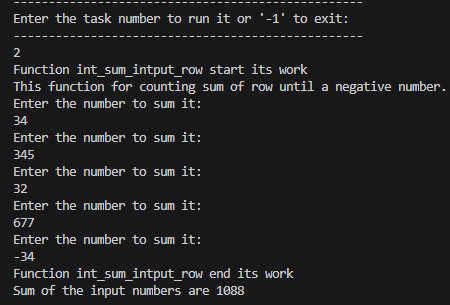 --------------------------------------------------
Enter the task number to run it or '-1' to exit:
--------------------------------------------------
2
Function int_sum_intput_row start its work
This function for counting sum of row until a negative number.
Enter the number to sum it:
34
Enter the number to sum it:
345
Enter the number to sum it:
32
Enter the number to sum it:
677
Enter the number to sum it:
-34
Function int_sum_intput_row end its work
Sum of the input numbers are 1088